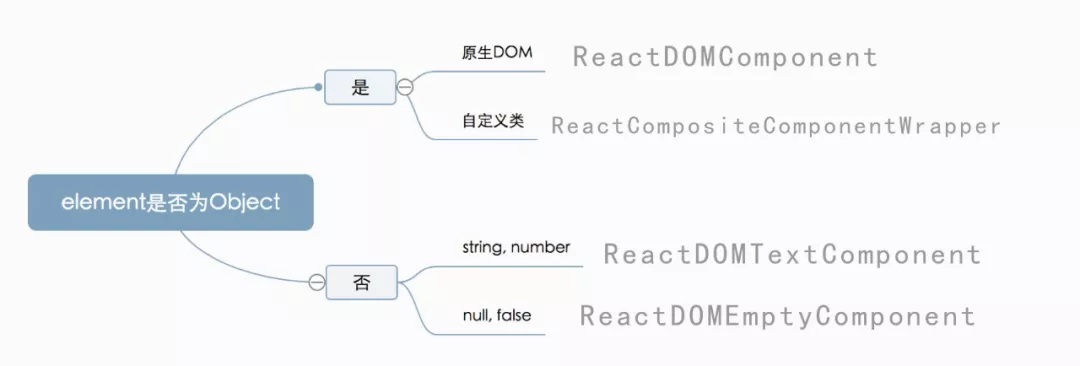 原生DOM ReactDOMComponent
是
自定义类 ReactCompositeComponentWrapper
element是否为Object
string, number ReactDOMTextComponent
否
null, false ReactDOMEmptyComponent